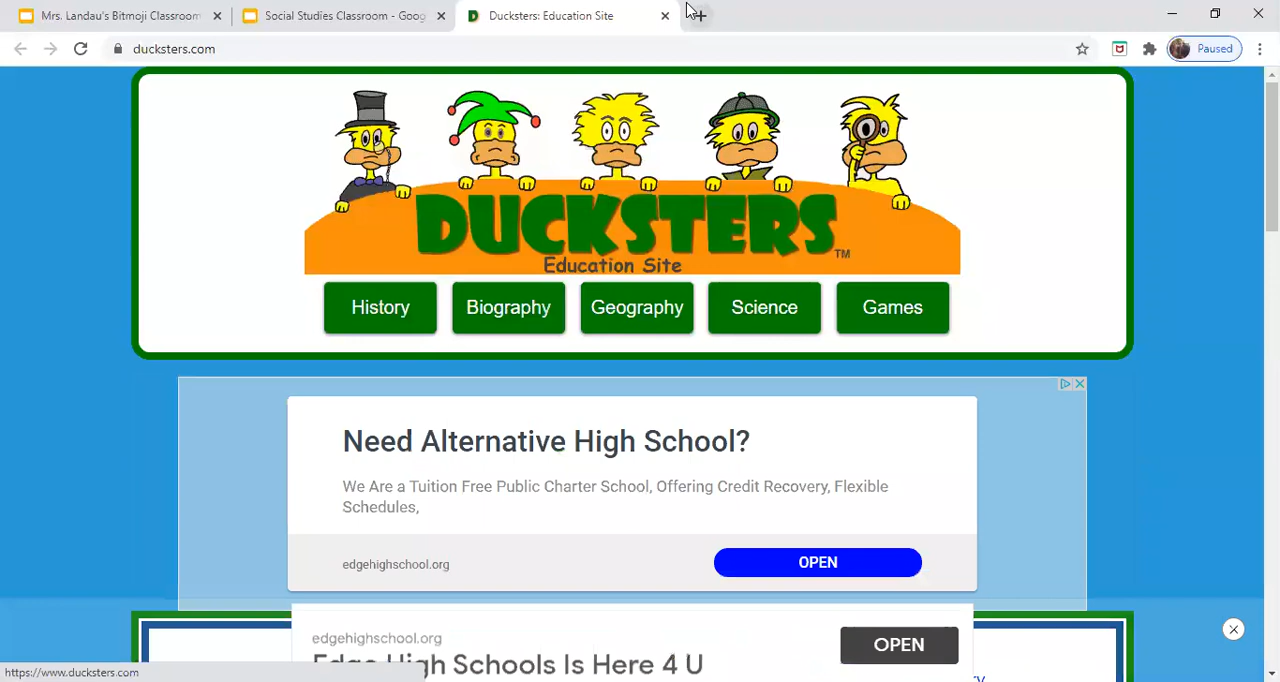 Mrs. Landau's Bitmoji Classroom
Social Studies Classroom - Goog
Ducksters: Education Site
ducksters.com
Paused
DUCKSTERS
TM
Education Site
History
Biography
Geography
Science
Games
Need Alternative High School?
We Are a Tuition Free Public Charter School, Offering Credit Recovery, Flexible
Schedules,
edgehighschool.org
OPEN
edgehighschool.org
OPEN
Edge High Schools Is Here 4 U
https://www.ducksters.com